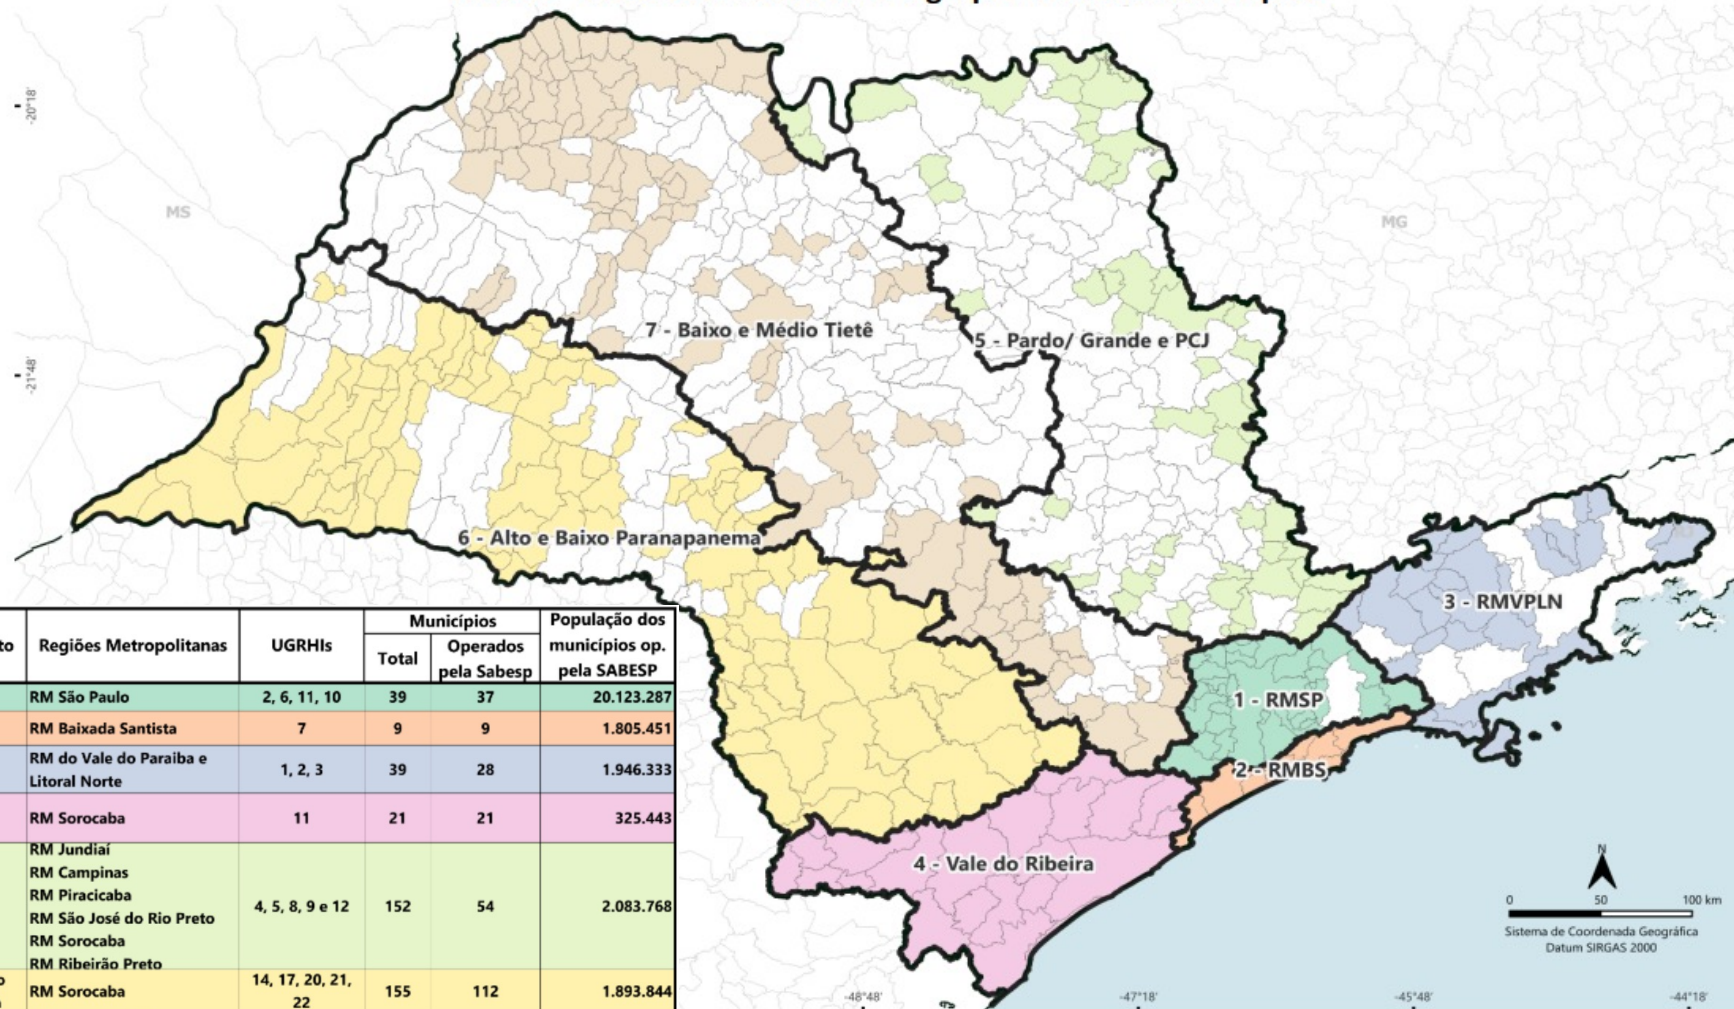 -20°18'
MS
MG
7 - Baixo e Médio Tietê
5 - Pardo/ Grande e PCJ
-21°48'
6 - Alto e Baixo Paranapanema
3 - RMVPLN
1 - RMSP
2 - RMBS
4 - Vale do Ribeira
Regiões Metropolitanas
UGRHIs
Municípios
Total
Operados
pela Sabesp
População dos
municípios op.
pela SABESP
RM São Paulo 2, 6, 11, 10 39 37 20.123.287
RM Baixada Santista 7 9 9 1.805.451
RM do Vale do Paraiba e
Litoral Norte
1, 2, 3 39 28 1.946.333
RM Sorocaba 11 21 21 325.443
RM Jundiaí
RM Campinas
RM Piracicaba
RM São José do Rio Preto
RM Sorocaba
RM Ribeirão Preto
4, 5, 8, 9 e 12 152 54 2.083.768
RM Sorocaba
14, 17, 20, 21,
22
155 112 1.893.844
N
0 50 100 km
Sistema de Coordenada Geográfica
Datum SIRGAS 2000
-48°48' -47°18' -45°48' -44°18'